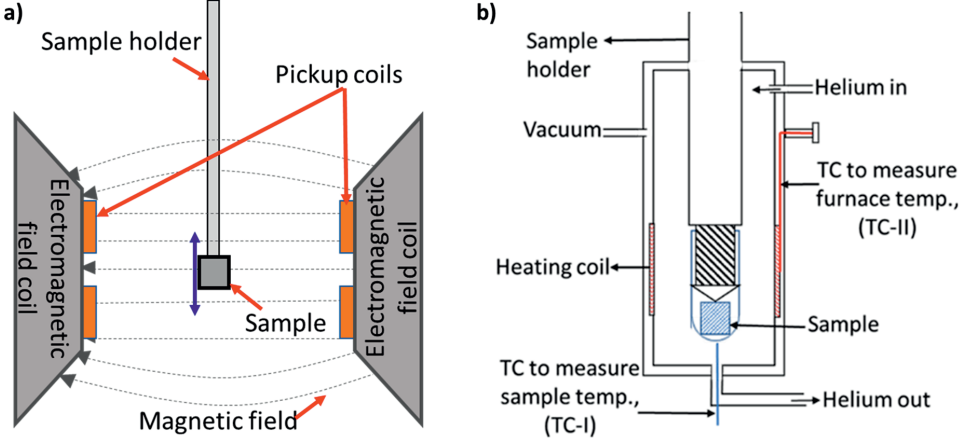 a)
Sample holder
Pickup coils
Electromagnetic
field coil
Electromagnetic
field coil
Sample
Magnetic field
b)
Sample
holder
Helium in
Vacuum
TC to measure
furnace temp.,
(TC-II)
Heating coil
Sample
TC to measure
sample temp.,
(TC-I)
Helium out